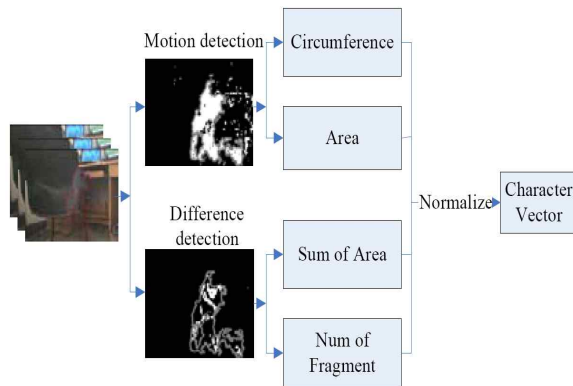 Motion detection
Circumference
Area
Difference
detection
Sum of Area
Num of
Fragment
Normalize
Character
Vector